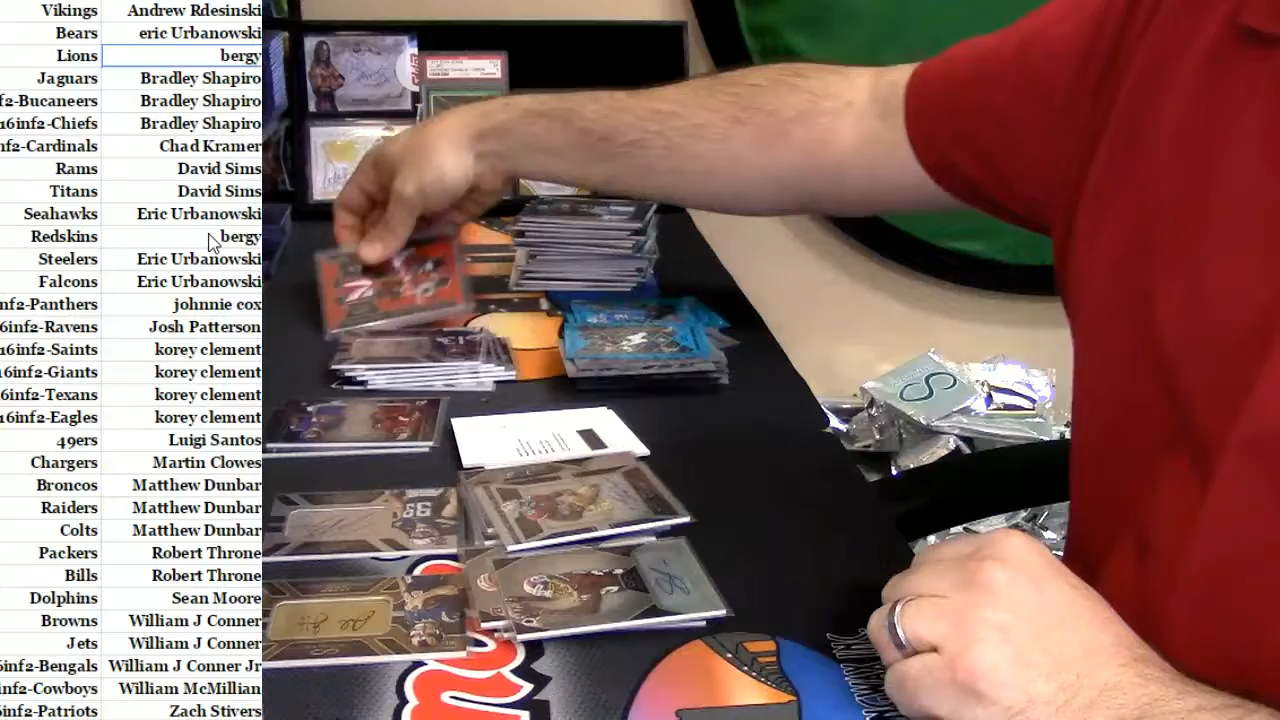 Vikings Andrew Rdesinski
Bears eric Urbanowski
Lions bergy
Jaguars Bradley Shapiro
f2-Bucaneers Bradley Shapiro
16inf2-Chiefs Bradley Shapiro
nf2-Cardinals Chad Kramer
Rams David Sims
Titans David Sims
Seahawks Eric Urbanowski
Redskins bergy
Steelers Eric Urbanowski
Falcons Eric Urbanowski
nf2-Panthers johnnie cox
6inf2-Ravens Josh Patterson
16inf2-Saints korey clement
16inf2-Giants korey clement
6inf2-Texans korey clement
16inf2-Eagles korey clement
49ers Luigi Santos
Chargers Martin Clowes
Broncos Matthew Dunbar
Raiders Matthew Dunbar
Colts Matthew Dunbar
Packers Robert Throne
Bills Robert Throne
Dolphins Sean Moore
Browns William J Conner
Jets William J Conner
6inf2-Bengals William J Conner Jr
nf2-Cowboys William McMillian
6inf2-Patriots Zach Stivers